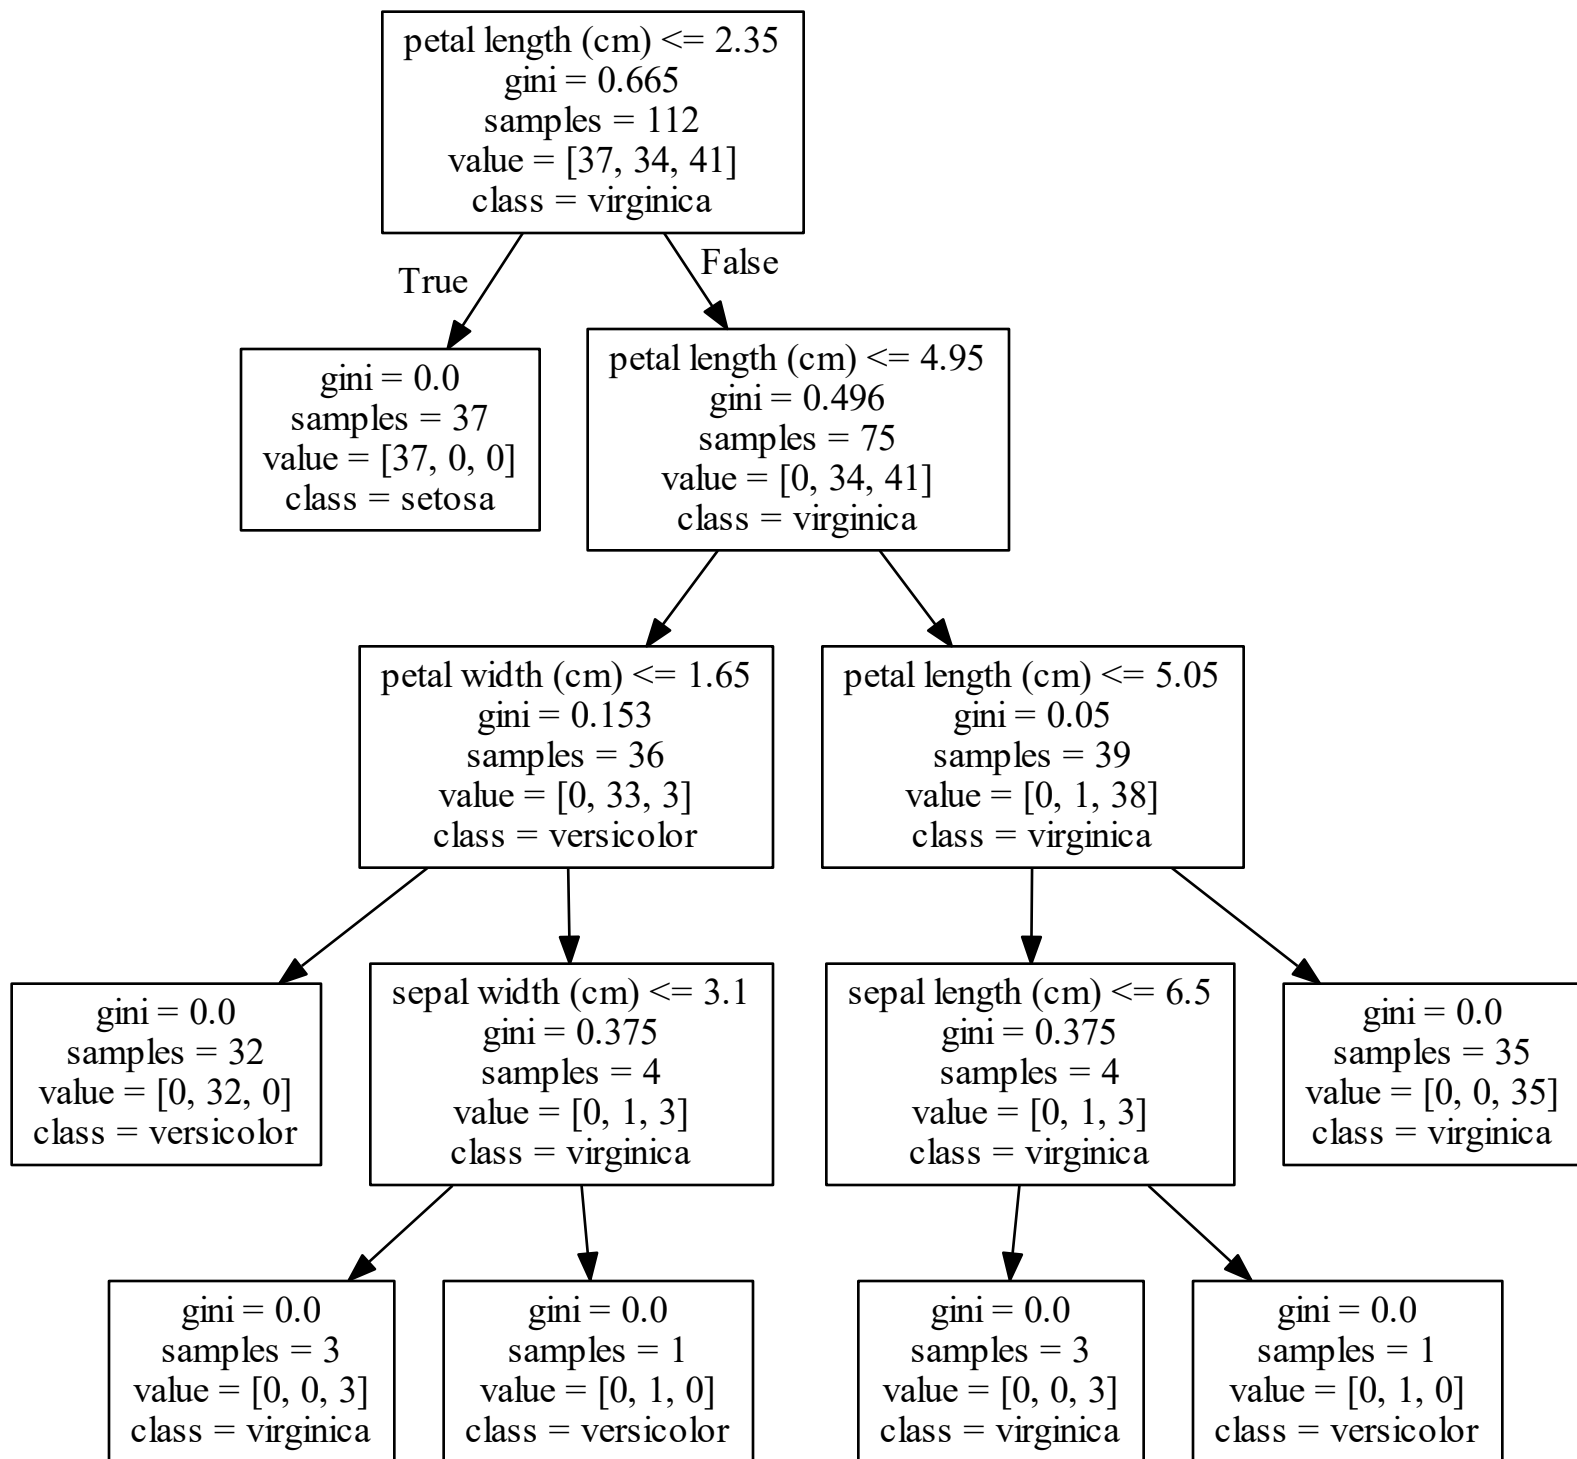 petal length (cm) <= 2.35
gini = 0.665
samples = 112
value = [37, 34, 41]
class = virginica
True
False
gini = 0.0
samples = 37
value = [37, 0, 0]
class = setosa
petal length (cm) <= 4.95
gini = 0.496
samples = 75
value = [0, 34, 41]
class = virginica
petal width (cm) <= 1.65
gini = 0.153
samples = 36
value = [0, 33, 3]
class = versicolor
petal length (cm) <= 5.05
gini = 0.05
samples = 39
value = [0, 1, 38]
class = virginica
gini = 0.0
samples = 32
value = [0, 32, 0]
class = versicolor
sepal width (cm) <= 3.1
gini = 0.375
samples = 4
value = [0, 1, 3]
class = virginica
sepal length (cm) <= 6.5
gini = 0.375
samples = 4
value = [0, 1, 3]
class = virginica
gini = 0.0
samples = 35
value = [0, 0, 35]
class = virginica
gini = 0.0
samples = 3
value = [0, 0, 3]
class = virginica
gini = 0.0
samples = 1
value = [0, 1, 0]
class = versicolor
gini = 0.0
samples = 3
value = [0, 0, 3]
class = virginica
gini = 0.0
samples = 1
value = [0, 1, 0]
class = versicolor